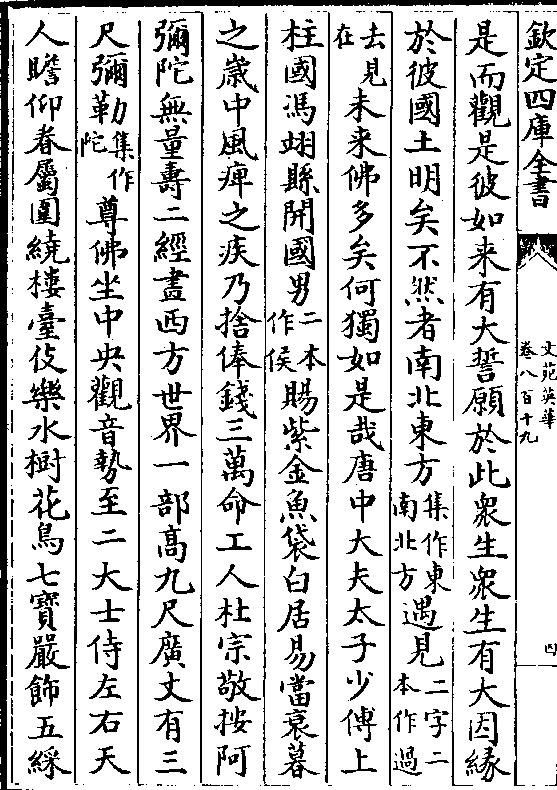 欽定四庫全書
文苑英華
卷八百十九
四
是而觀是彼如来有大誓願於此衆生衆生有大因縁
於彼國土明矣不然者南北東方集作東南北方遇見二字二本作過
去見在未来佛多矣何獨如是哉唐中大夫太子少傅上
柱國馮翊縣開國男二本作侯賜紫金魚袋白居易當衰暮
之嵗中風痺之疾乃捨俸錢三萬命工人杜宗敬按阿
彌陀無量壽二經畫西方世界一部髙九尺廣丈有三
尺彌勒集作陀尊佛坐中央觀音勢至二大士侍左右天
人瞻仰眷屬圍繞樓臺伎樂水樹花鳥七寳嚴飾五綵